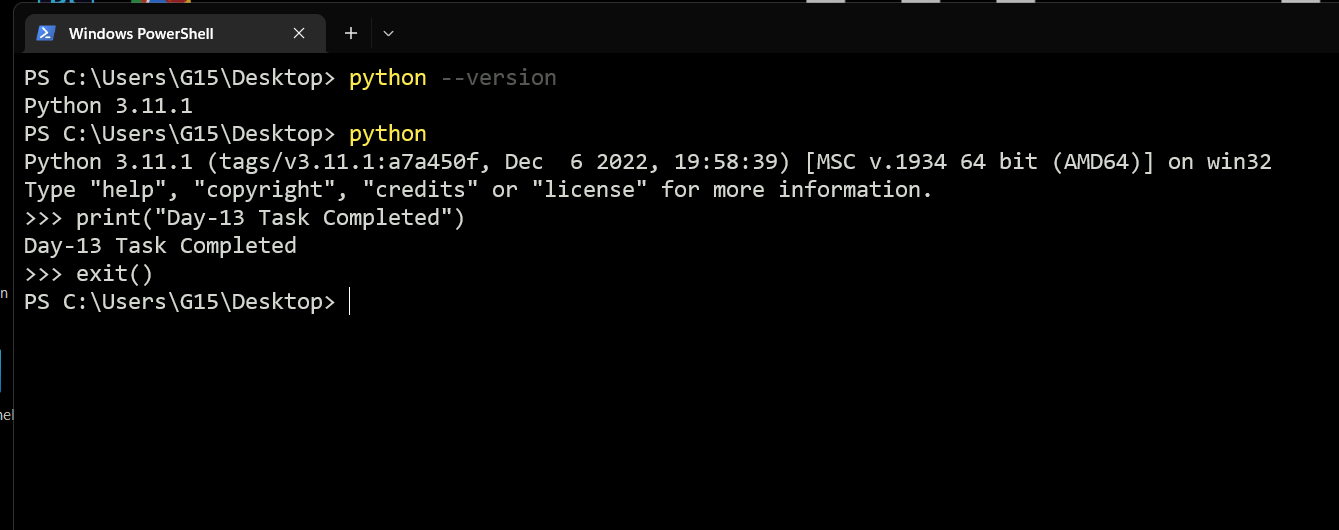 Windows PowerShell
PS C:\Users\G15\Desktop> python --version
Python 3.11.1
PS C:\Users\G15\Desktop> python
Python 3.11.1 (tags/v3.11.1:a7a450f, Dec  6 2022, 19:58:39) [MSC v.1934 64 bit (AMD64)] on win32
Type "help", "copyright", "credits" or "license" for more information.
>>> print("Day-13 Task Completed")
Day-13 Task Completed
>>> exit()
PS C:\Users\G15\Desktop>